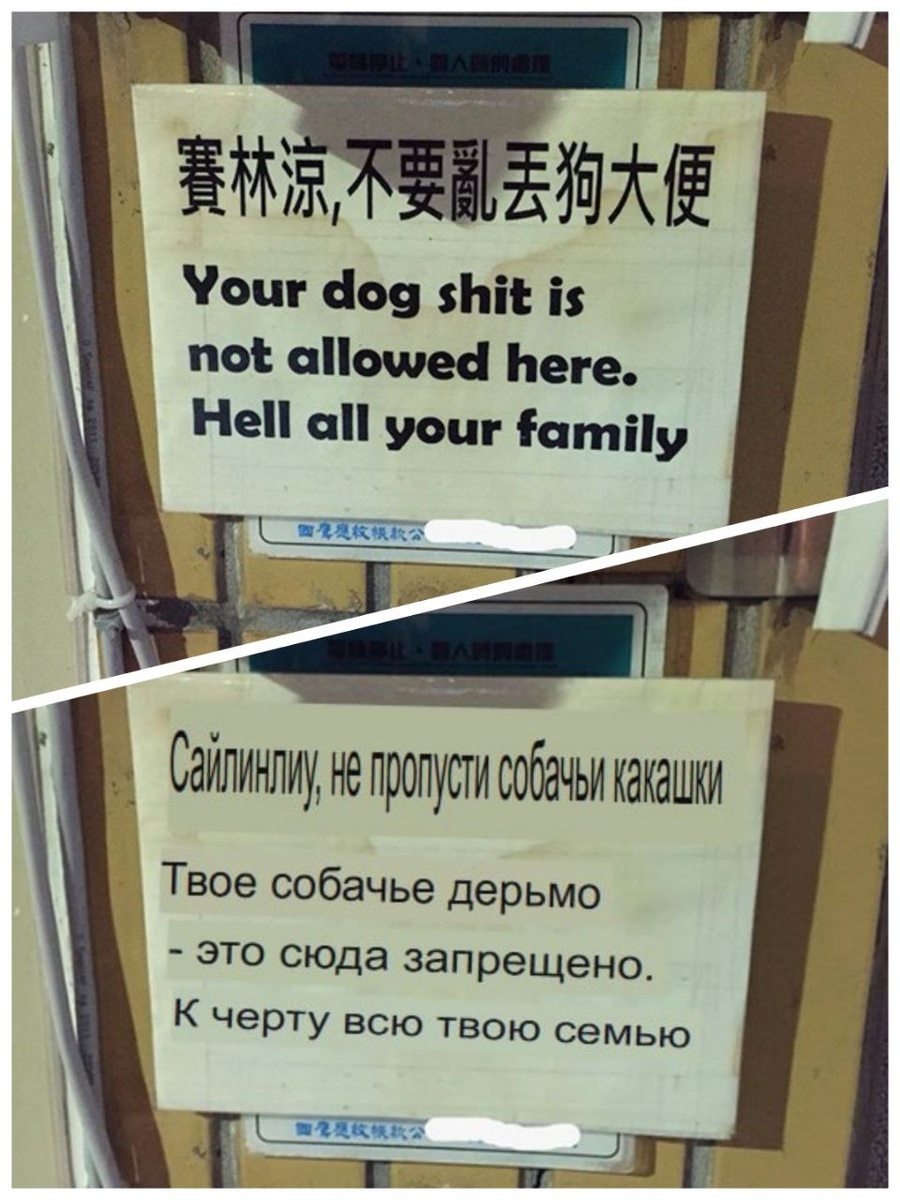 賽林涼,不要亂丟狗大便
Your dog shit is
not allowed here.
Hell all your family
Сайлинлиу, не пропусти собачьи какашки
Твое собачье дерьмо
- это сюда запрещено.
К черту всю твою семью